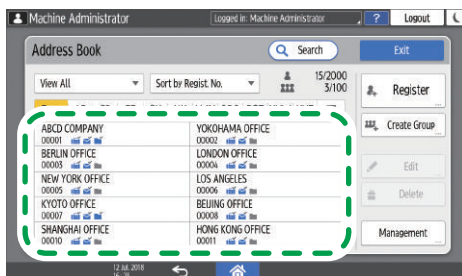 Machine Administrator
Logged in: Machine Administrator
?
Logout
Address Book
Search
Exit
View All
Sort by Regist. No.
15/2000
3/100
Register
ABCD COMPANY
00001
YOKOHAMA OFFICE
00002
Create Group
BERLIN OFFICE
00003
LONDON OFFICE
00004
NEW YORK OFFICE
00005
LOS ANGELES
00006
Edit
KYOTO OFFICE
00007
BEIJING OFFICE
00008
Delete
SHANGHAI OFFICE
00010
HONG KONG OFFICE
00011
Management
12 Jul. 2018